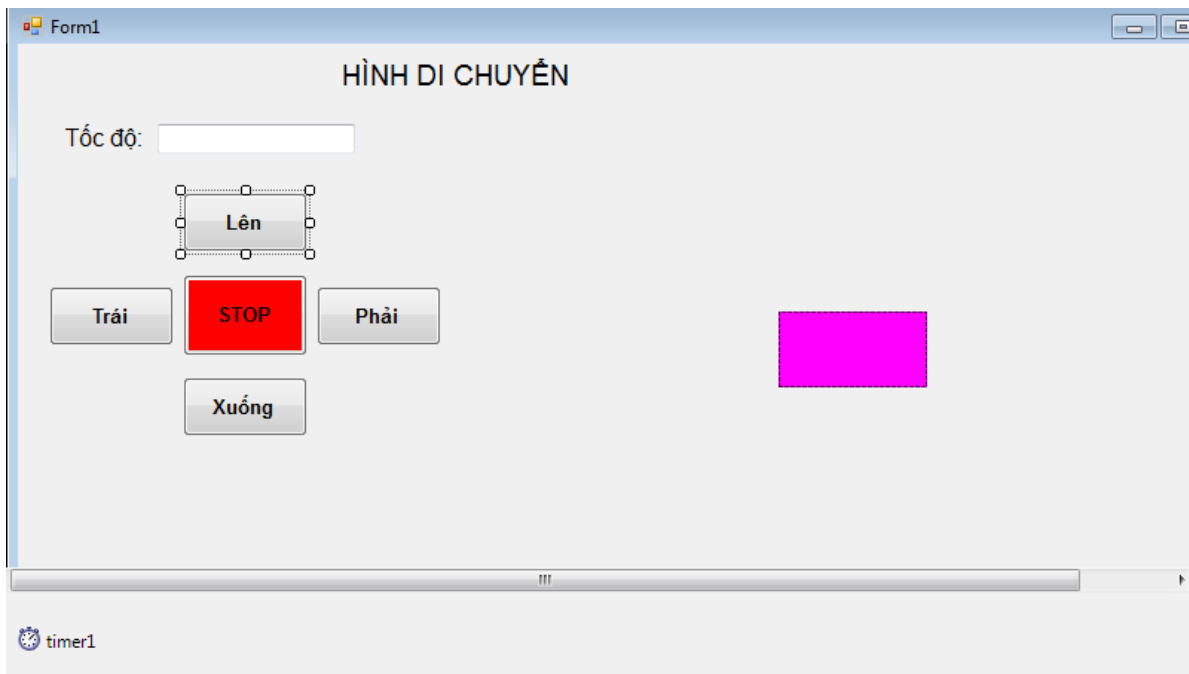 Form1
HÌNH DI CHUYỂN
Tốc độ:
Lên
Trái STOP Phải
Xuống
timer1